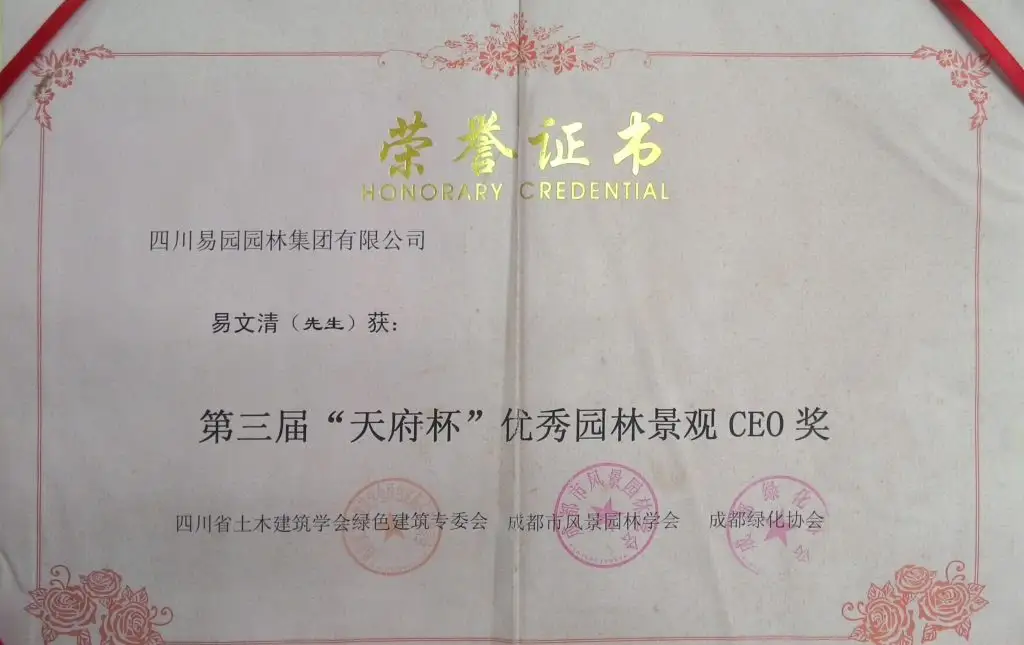 荣誉证书
HONORARY CREDENTIAL
四川易园园林集团有限公司
易文清（先生）获：
第三届“天府杯”优秀园林景观 CEO 奖
四川省土木建筑学会绿色建筑专委会 成都市风景园林学会 成都绿化协会